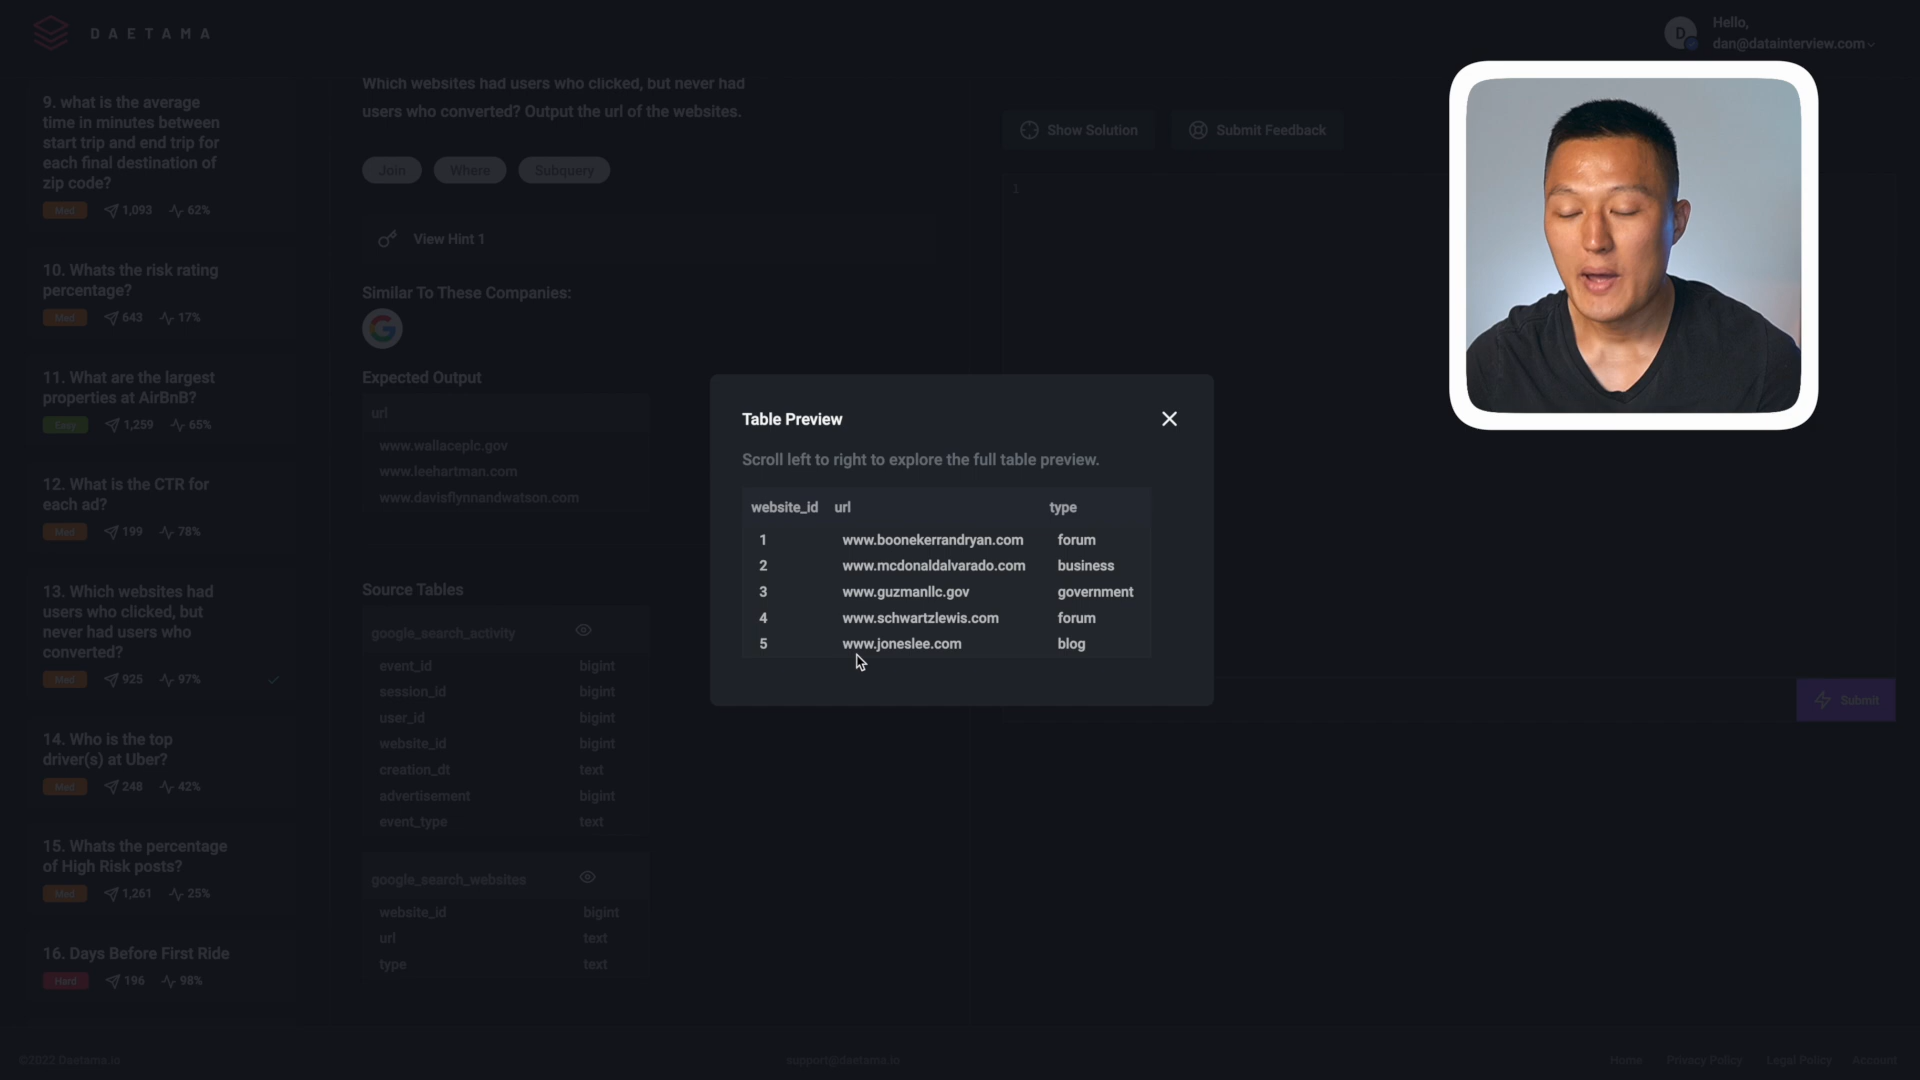 DAETAMA
Hello,
D
dan@datainterview.com
9. what is the average
time in minutes between
start trip and end trip for
each final destination of
zip code?
Med 1,093 62%
10. Whats the risk rating
percentage?
Med 643 17%
11. What are the largest
properties at AirBnB?
Easy 1,259 65%
12. What is the CTR for
each ad?
Med 199 78%
13. Which websites had
users who clicked, but
never had users who
converted?
Med 925 97%
14. Who is the top
driver(s) at Uber?
Med 248 42%
15. Whats the percentage
of High Risk posts?
Med 1,261 25%
16. Days Before First Ride
Hard 196 98%
Which websites had users who clicked, but never had
users who converted? Output the url of the websites.
Join Where Subquery
View Hint 1
Similar To These Companies:
G
Expected Output
url
www.wallaceplc.gov
www.leehartman.com
www.davisflynnandwatson.com
Source Tables
google_search_activity
event_id bigint
session_id bigint
user_id bigint
website_id bigint
creation_dt text
advertisement bigint
event_type text
google_search_websites
website_id bigint
url text
type text
Show Solution Submit Feedback
1
Table Preview
Scroll left to right to explore the full table preview.
website_id url type
1 www.boonekerrandryan.com forum
2 www.mcdonaldalvarado.com business
3 www.guzmanllc.gov government
4 www.schwartzlewis.com forum
5 www.joneslee.com blog
Submit
©2022 Daetama.io support@daetama.io Home Privacy Policy Legal Policy Account